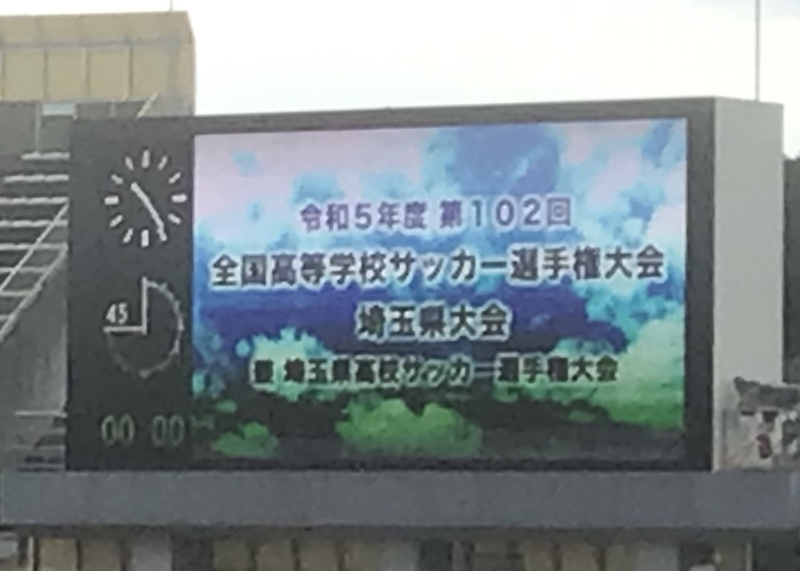 令和5年度 第102回
全国高等学校サッカー選手権大会
埼玉県大会
兼 埼玉県高校サッカー選手権大会
45
00 00